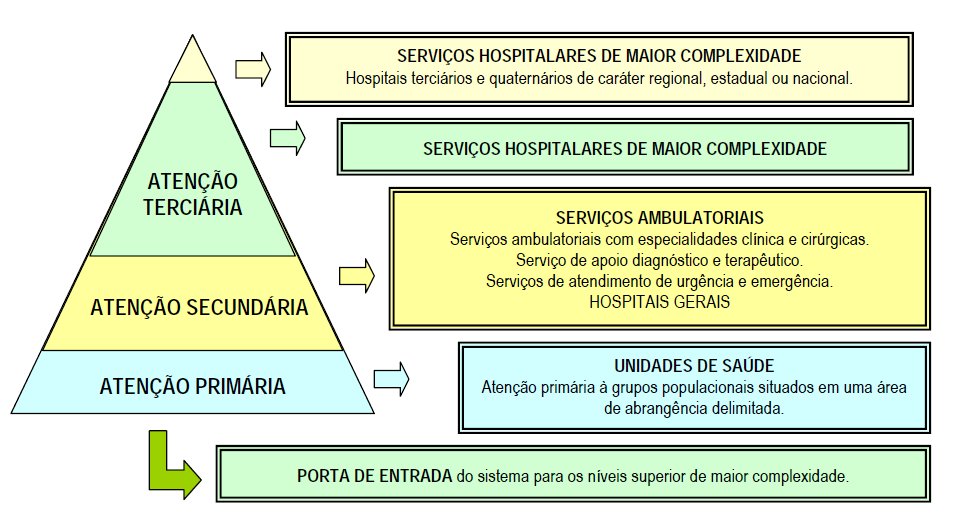 SERVIÇOS HOSPITALARES DE MAIOR COMPLEXIDADE
Hospitais terciários e quaternários de caráter regional, estadual ou nacional.
SERVIÇOS HOSPITALARES DE MAIOR COMPLEXIDADE
ATENÇÃO
TERCIÁRIA
SERVIÇOS AMBULATORIAIS
Serviços ambulatoriais com especialidades clínica e cirúrgicas.
Serviço de apoio diagnóstico e terapêutico.
Serviços de atendimento de urgência e emergência.
HOSPITAIS GERAIS
ATENÇÃO SECUNDÁRIA
UNIDADES DE SAÚDE
Atenção primária à grupos populacionais situados em uma área
de abrangência delimitada.
ATENÇÃO PRIMÁRIA
PORTA DE ENTRADA do sistema para os níveis superior de maior complexidade.